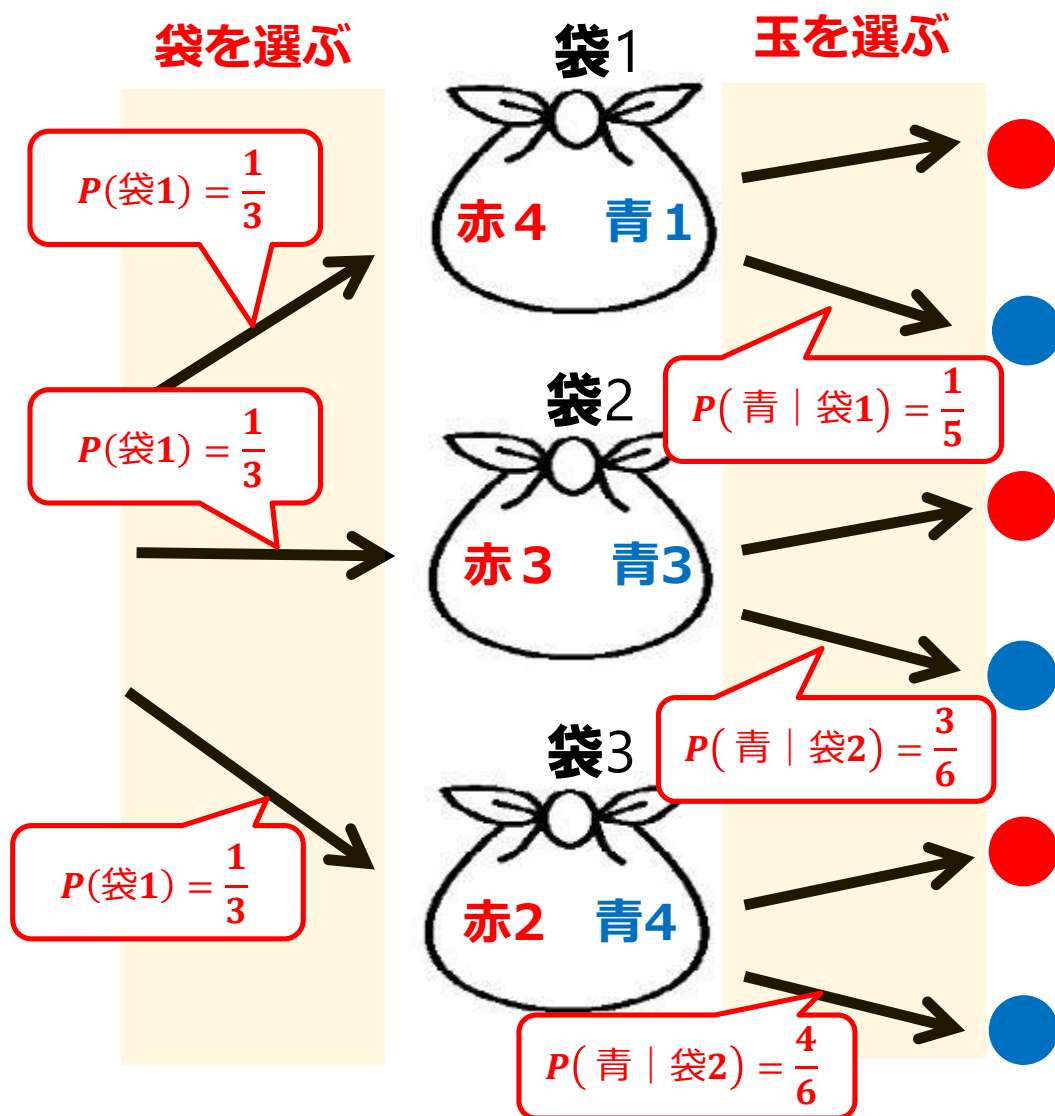 袋を選ぶ
袋1
玉を選ぶ
P(袋1) = 1/3
赤４ 青１
P( 青 | 袋1) = 1/5
袋2
P(袋1) = 1/3
赤３ 青3
P( 青 | 袋2) = 3/6
袋3
P(袋1) = 1/3
赤2 青4
P( 青 | 袋2) = 4/6